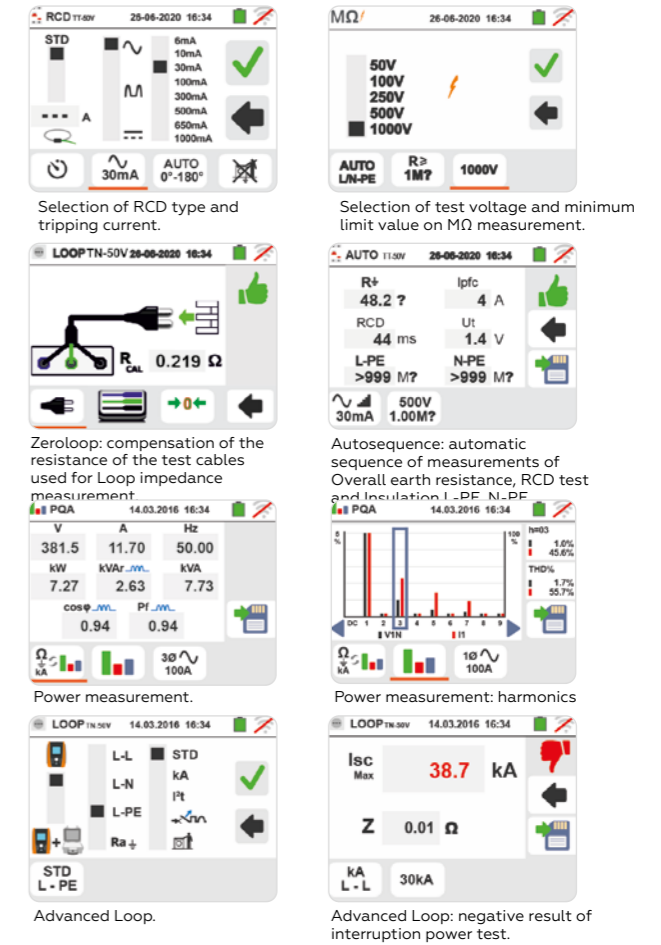 RCD TT-50V 26-06-2020 16:34
STD
6mA
10mA
30mA
100mA
300mA
500mA
650mA
1000mA
--- A
30mA
AUTO
0°-180°
Selection of RCD type and
tripping current.
MΩ 26-06-2020 16:34
50V
100V
250V
500V
1000V
AUTO
L/N-PE
R≥
1M?
1000V
Selection of test voltage and minimum
limit value on MΩ measurement.
LOOP TN-50V 26-06-2020 16:34
RCAL 0.219 Ω
→0←
Zeroloop: compensation of the
resistance of the test cables
used for Loop impedance
measurement.
AUTO TT-50V 26-06-2020 16:34
R⏚ Ipfc
48.2 ? 4 A
RCD Ut
44 ms 1.4 V
L-PE N-PE
>999 M? >999 M?
30mA
500V
1.00M?
Autosequence: automatic
sequence of measurements of
Overall earth resistance, RCD test
and Insulation L-PE, N-PE
PQA 14.03.2016 16:34
V A Hz
381.5 11.70 50.00
kW kVAr kVA
7.27 2.63 7.73
cosφ Pf
0.94 0.94
Ω
kA
3Ø
100A
Power measurement.
PQA 14.03.2016 16:34
5
%
100
%
h=03
1.0%
45.6%
THD%
1.7%
55.7%
DC 1 2 3 4 5 6 7 8 9
V1N I1
Ω
kA
1Ø
100A
Power measurement: harmonics
LOOP TN-50V 14.03.2016 16:34
L-L STD
L-N kA
I²t
L-PE
Ra⏚
STD
L - PE
Advanced Loop.
LOOP TN-50V 14.03.2016 16:34
Isc
Max
38.7 kA
Z 0.01 Ω
kA
L - L
30kA
Advanced Loop: negative result of
interruption power test.